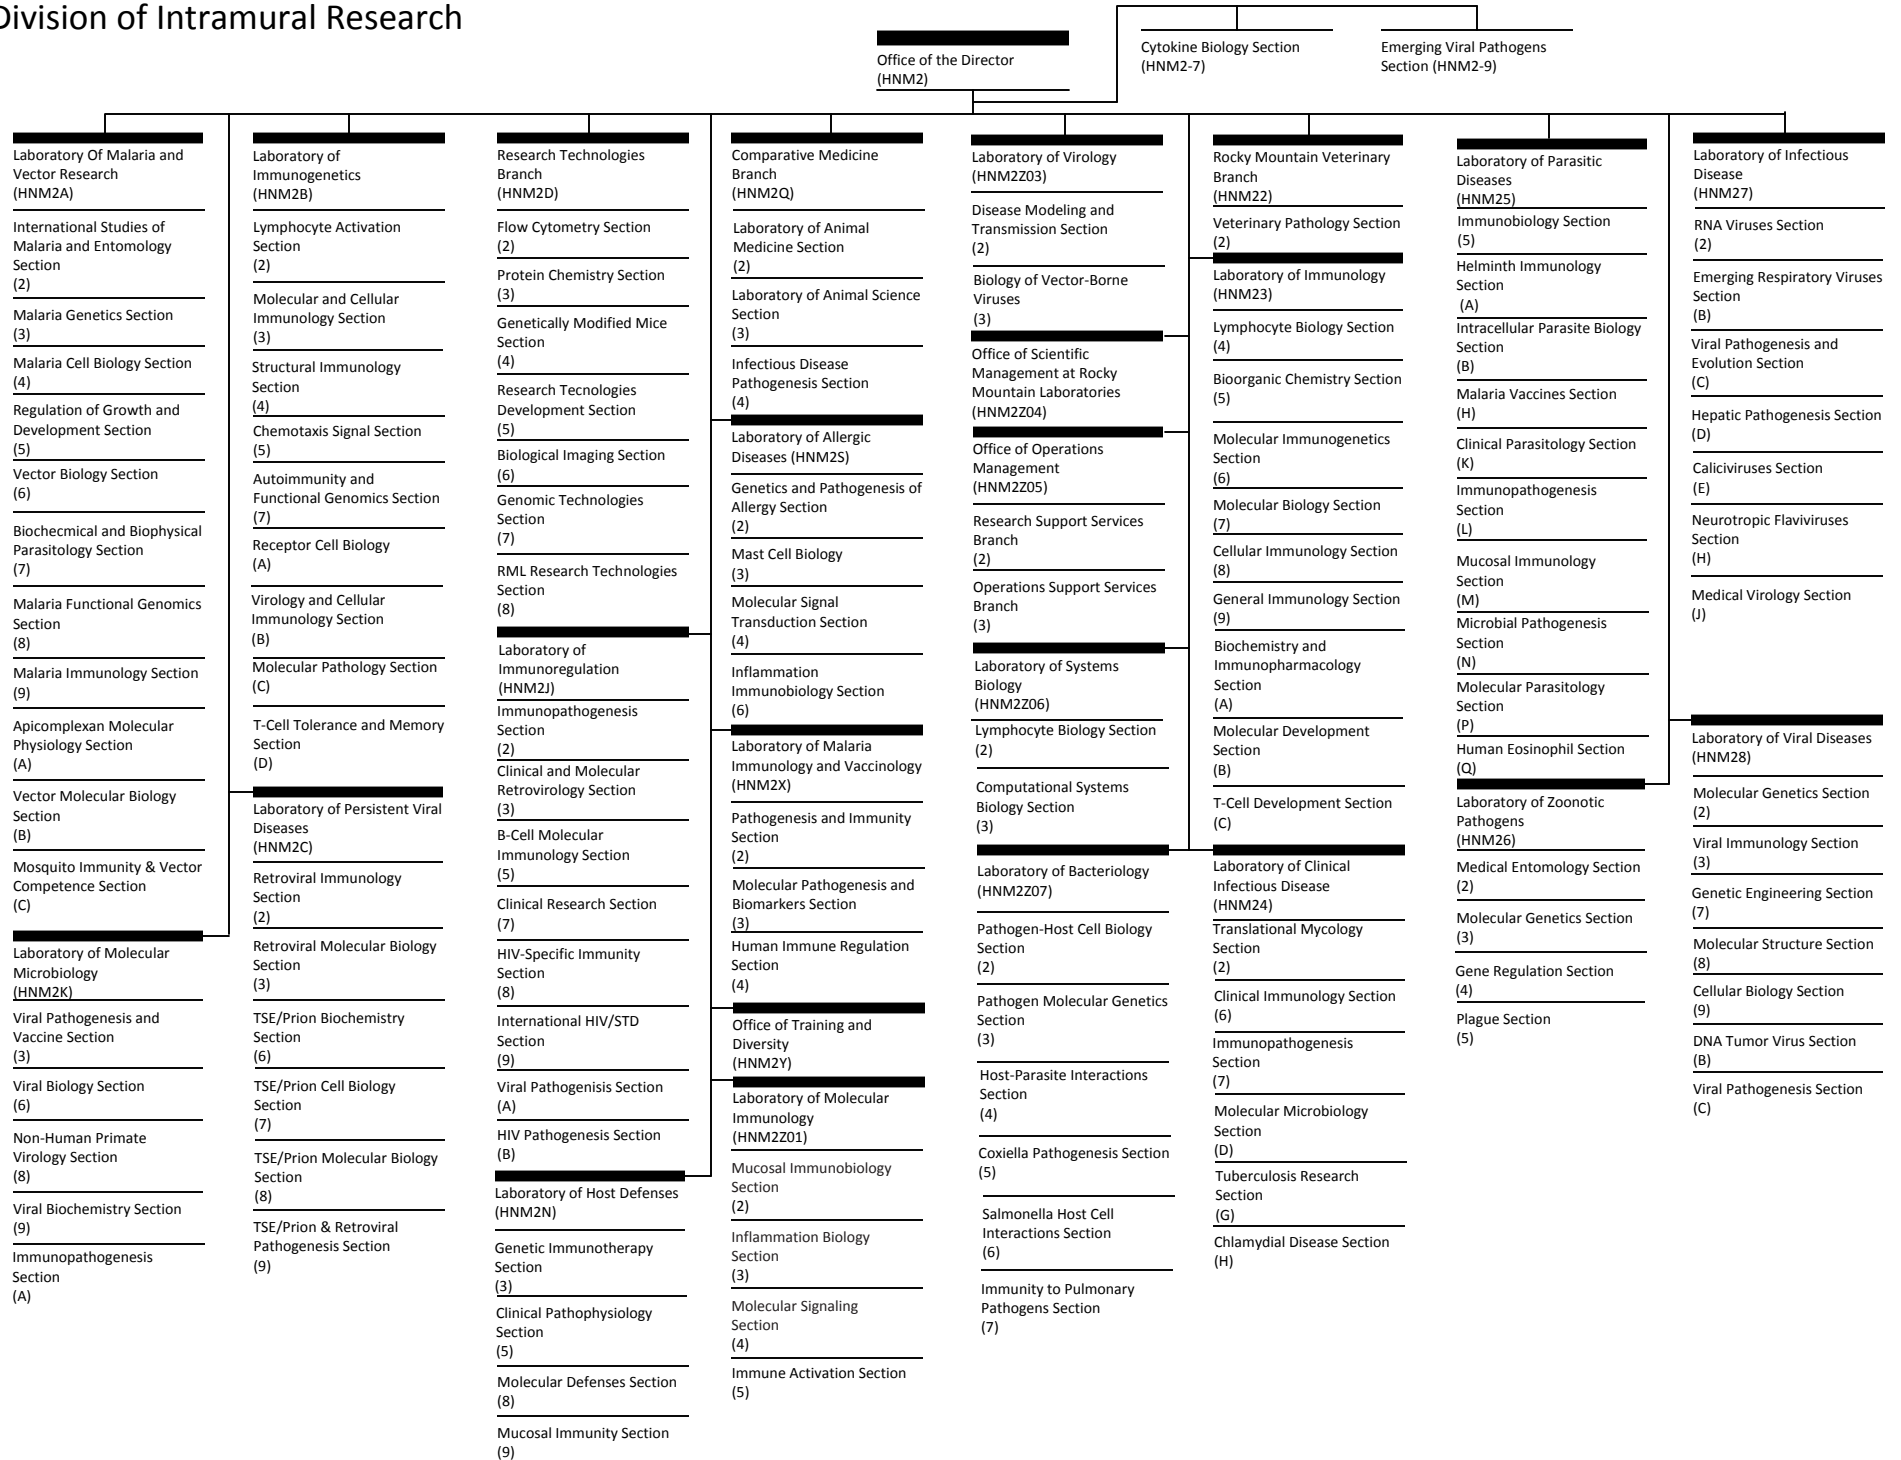 Division of Intramural Research
Office of the Director
(HNM2)
Cytokine Biology Section
(HNM2-7)
Emerging Viral Pathogens
Section (HNM2-9)
Laboratory Of Malaria and
Vector Research
(HNM2A)
International Studies of
Malaria and Entomology
Section
(2)
Malaria Genetics Section
(3)
Malaria Cell Biology Section
(4)
Regulation of Growth and
Development Section
(5)
Vector Biology Section
(6)
Biochecmical and Biophysical
Parasitology Section
(7)
Malaria Functional Genomics
Section
(8)
Malaria Immunology Section
(9)
Apicomplexan Molecular
Physiology Section
(A)
Vector Molecular Biology
Section
(B)
Mosquito Immunity & Vector
Competence Section
(C)
Laboratory of Molecular
Microbiology
(HNM2K)
Viral Pathogenesis and
Vaccine Section
(3)
Viral Biology Section
(6)
Non-Human Primate
Virology Section
(8)
Viral Biochemistry Section
(9)
Immunopathogenesis
Section
(A)
Laboratory of
Immunogenetics
(HNM2B)
Lymphocyte Activation
Section
(2)
Molecular and Cellular
Immunology Section
(3)
Structural Immunology
Section
(4)
Chemotaxis Signal Section
(5)
Autoimmunity and
Functional Genomics Section
(7)
Receptor Cell Biology
(A)
Virology and Cellular
Immunology Section
(B)
Molecular Pathology Section
(C)
T-Cell Tolerance and Memory
Section
(D)
Laboratory of Persistent Viral
Diseases
(HNM2C)
Retroviral Immunology
Section
(2)
Retroviral Molecular Biology
Section
(3)
TSE/Prion Biochemistry
Section
(6)
TSE/Prion Cell Biology
Section
(7)
TSE/Prion Molecular Biology
Section
(8)
TSE/Prion & Retroviral
Pathogenesis Section
(9)
Research Technologies
Branch
(HNM2D)
Flow Cytometry Section
(2)
Protein Chemistry Section
(3)
Genetically Modified Mice
Section
(4)
Research Tecnologies
Development Section
(5)
Biological Imaging Section
(6)
Genomic Technologies
Section
(7)
RML Research Technologies
Section
(8)
Laboratory of
Immunoregulation
(HNM2J)
Immunopathogenesis
Section
(2)
Clinical and Molecular
Retrovirology Section
(3)
B-Cell Molecular
Immunology Section
(5)
Clinical Research Section
(7)
HIV-Specific Immunity
Section
(8)
International HIV/STD
Section
(9)
Viral Pathogenisis Section
(A)
HIV Pathogenesis Section
(B)
Laboratory of Host Defenses
(HNM2N)
Genetic Immunotherapy
Section
(3)
Clinical Pathophysiology
Section
(5)
Molecular Defenses Section
(8)
Mucosal Immunity Section
(9)
Comparative Medicine
Branch
(HNM2Q)
Laboratory of Animal
Medicine Section
(2)
Laboratory of Animal Science
Section
(3)
Infectious Disease
Pathogenesis Section
(4)
Laboratory of Allergic
Diseases (HNM2S)
Genetics and Pathogenesis of
Allergy Section
(2)
Mast Cell Biology
(3)
Molecular Signal
Transduction Section
(4)
Inflammation
Immunobiology Section
(6)
Laboratory of Malaria
Immunology and Vaccinology
(HNM2X)
Pathogenesis and Immunity
Section
(2)
Molecular Pathogenesis and
Biomarkers Section
(3)
Human Immune Regulation
Section
(4)
Office of Training and
Diversity
(HNM2Y)
Laboratory of Molecular
Immunology
(HNM2Z01)
Mucosal Immunobiology
Section
(2)
Inflammation Biology
Section
(3)
Molecular Signaling
Section
(4)
Immune Activation Section
(5)
Laboratory of Virology
(HNM2Z03)
Disease Modeling and
Transmission Section
(2)
Biology of Vector-Borne
Viruses
(3)
Office of Scientific
Management at Rocky
Mountain Laboratories
(HNM2Z04)
Office of Operations
Management
(HNM2Z05)
Research Support Services
Branch
(2)
Operations Support Services
Branch
(3)
Laboratory of Systems
Biology
(HNM2Z06)
Lymphocyte Biology Section
(2)
Computational Systems
Biology Section
(3)
Laboratory of Bacteriology
(HNM2Z07)
Pathogen-Host Cell Biology
Section
(2)
Pathogen Molecular Genetics
Section
(3)
Host-Parasite Interactions
Section
(4)
Coxiella Pathogenesis Section
(5)
Salmonella Host Cell
Interactions Section
(6)
Immunity to Pulmonary
Pathogens Section
(7)
Rocky Mountain Veterinary
Branch
(HNM22)
Veterinary Pathology Section
(2)
Laboratory of Immunology
(HNM23)
Lymphocyte Biology Section
(4)
Bioorganic Chemistry Section
(5)
Molecular Immunogenetics
Section
(6)
Molecular Biology Section
(7)
Cellular Immunology Section
(8)
General Immunology Section
(9)
Biochemistry and
Immunopharmacology
Section
(A)
Molecular Development
Section
(B)
T-Cell Development Section
(C)
Laboratory of Clinical
Infectious Disease
(HNM24)
Translational Mycology
Section
(2)
Clinical Immunology Section
(6)
Immunopathogenesis
Section
(7)
Molecular Microbiology
Section
(D)
Tuberculosis Research
Section
(G)
Chlamydial Disease Section
(H)
Laboratory of Parasitic
Diseases
(HNM25)
Immunobiology Section
(5)
Helminth Immunology
Section
(A)
Intracellular Parasite Biology
Section
(B)
Malaria Vaccines Section
(H)
Clinical Parasitology Section
(K)
Immunopathogenesis
Section
(L)
Mucosal Immunology
Section
(M)
Microbial Pathogenesis
Section
(N)
Molecular Parasitology
Section
(P)
Human Eosinophil Section
(Q)
Laboratory of Zoonotic
Pathogens
(HNM26)
Medical Entomology Section
(2)
Molecular Genetics Section
(3)
Gene Regulation Section
(4)
Plague Section
(5)
Laboratory of Infectious
Disease
(HNM27)
RNA Viruses Section
(2)
Emerging Respiratory Viruses
Section
(B)
Viral Pathogenesis and
Evolution Section
(C)
Hepatic Pathogenesis Section
(D)
Caliciviruses Section
(E)
Neurotropic Flaviviruses
Section
(H)
Medical Virology Section
(J)
Laboratory of Viral Diseases
(HNM28)
Molecular Genetics Section
(2)
Viral Immunology Section
(3)
Genetic Engineering Section
(7)
Molecular Structure Section
(8)
Cellular Biology Section
(9)
DNA Tumor Virus Section
(B)
Viral Pathogenesis Section
(C)